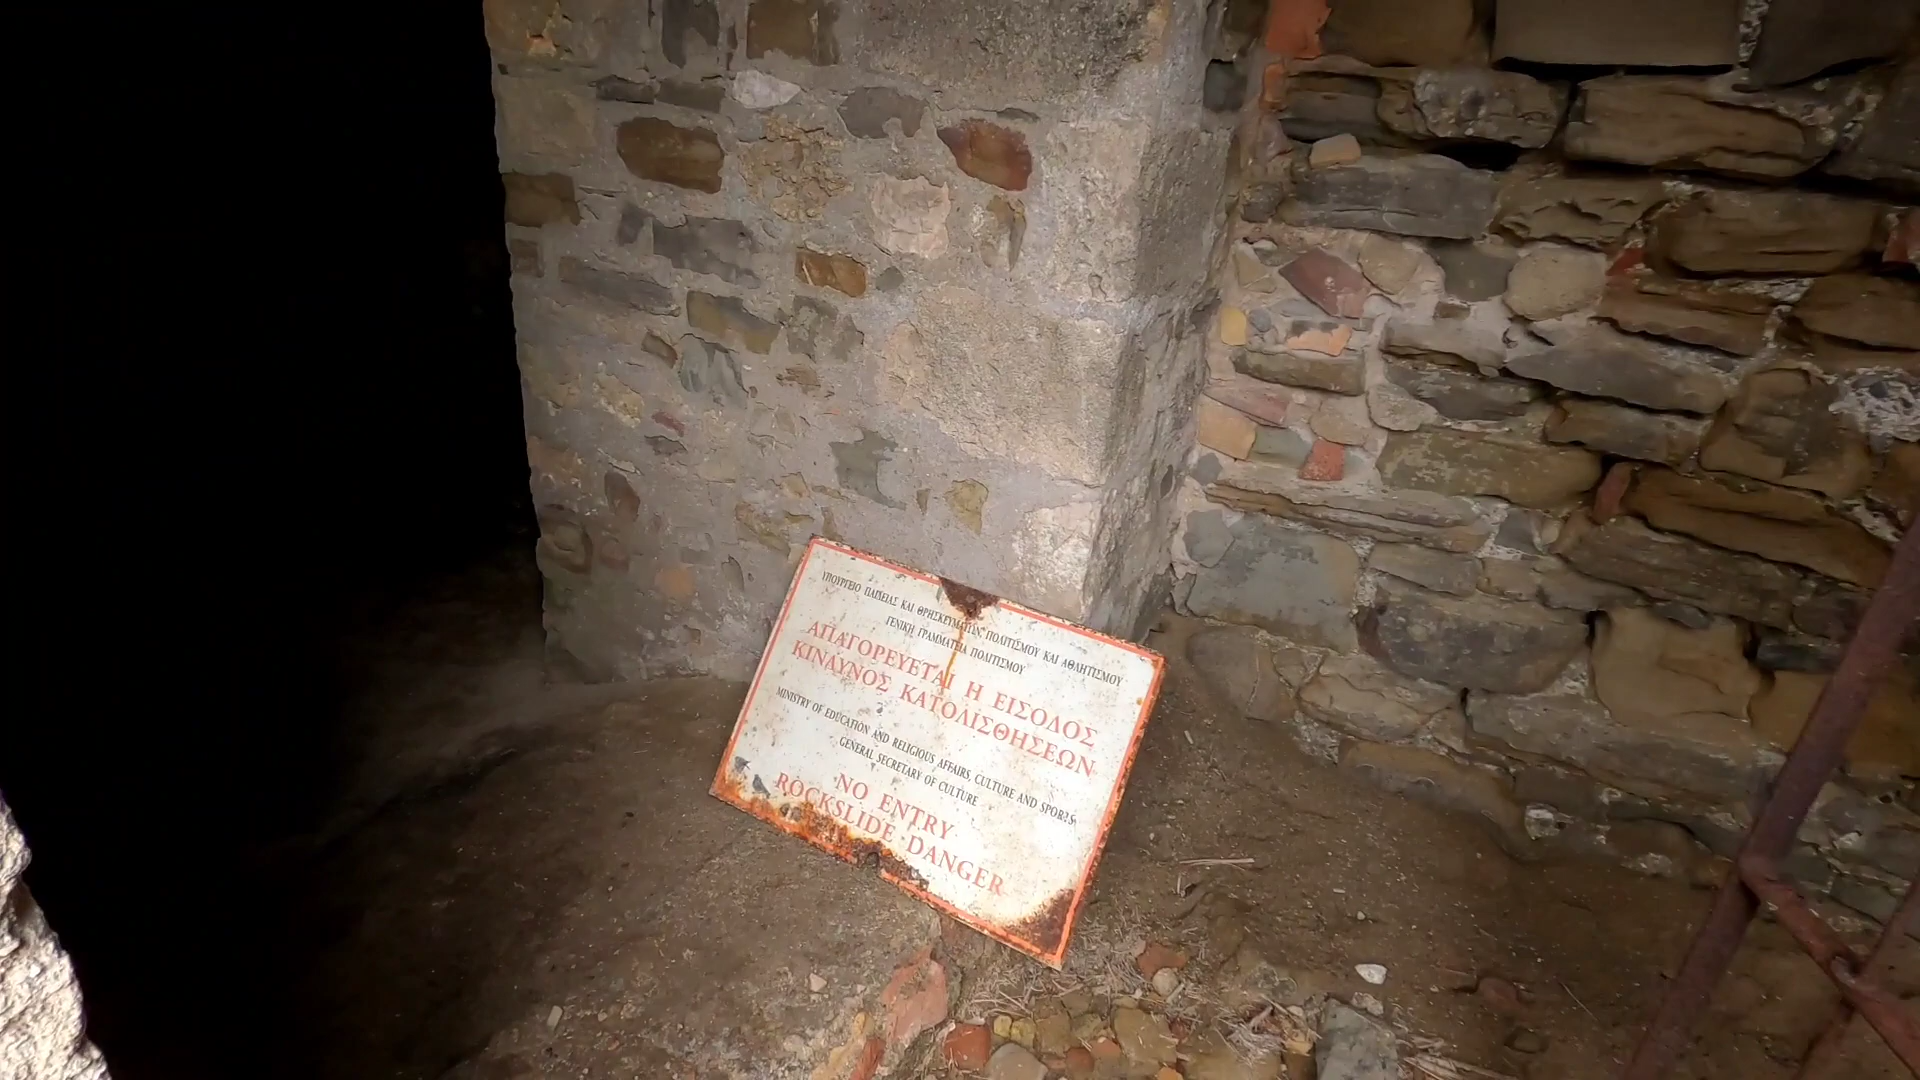 ΥΠΟΥΡΓΕΙΟ ΠΑΙΔΕΙΑΣ ΚΑΙ ΘΡΗΣΚΕΥΜΑΤΩΝ, ΠΟΛΙΤΙΣΜΟΥ ΚΑΙ ΑΘΛΗΤΙΣΜΟΥ
ΓΕΝΙΚΗ ΓΡΑΜΜΑΤΕΙΑ ΠΟΛΙΤΙΣΜΟΥ
ΑΠΑΓΟΡΕΥΕΤΑΙ Η ΕΙΣΟΔΟΣ
ΚΙΝΔΥΝΟΣ ΚΑΤΟΛΙΣΘΗΣΕΩΝ
MINISTRY OF EDUCATION AND RELIGIOUS AFFAIRS, CULTURE AND SPORTS
GENERAL SECRETARY OF CULTURE
NO ENTRY
ROCKSLIDE DANGER